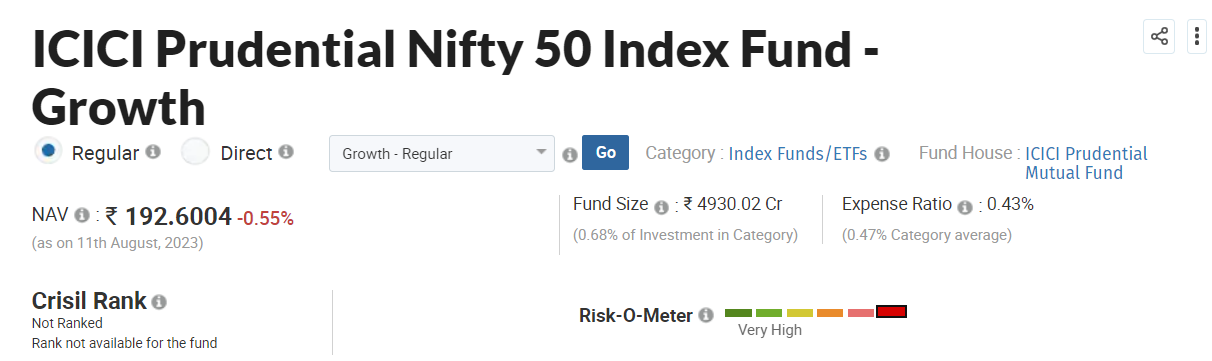 ICICI Prudential Nifty 50 Index Fund -
Growth
Regular Direct Growth - Regular Go Category : Index Funds/ETFs Fund House : ICICI Prudential
Mutual Fund
NAV : ₹ 192.6004 -0.55% Fund Size : ₹ 4930.02 Cr Expense Ratio : 0.43%
(as on 11th August, 2023) (0.68% of Investment in Category) (0.47% Category average)
Crisil Rank
Not Ranked
Rank not available for the fund
Risk-O-Meter
Very High